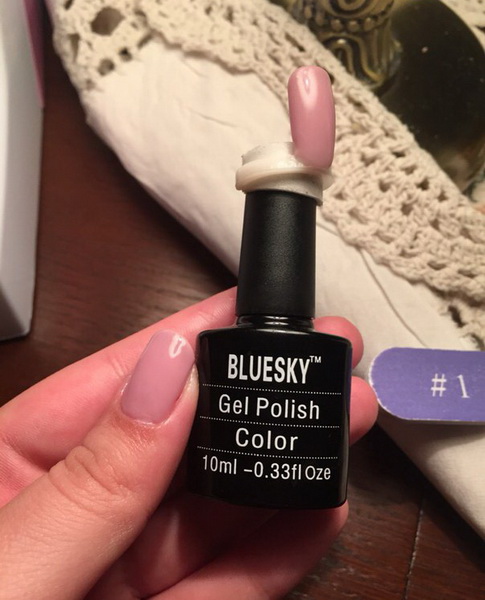 BLUESKY™
Gel Polish
Color
10ml -0.33fl Oze
#1